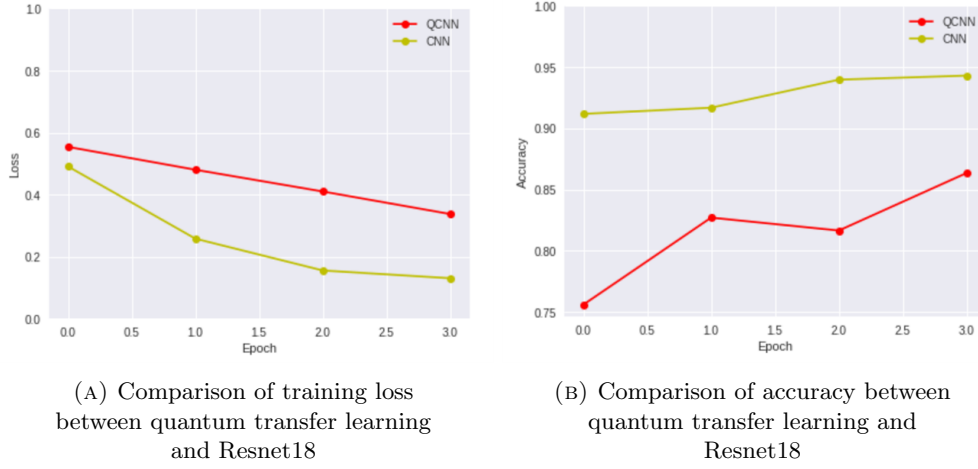 1.0
0.8
0.6
0.4
0.2
0.0
Loss
0.0 0.5 1.0 1.5 2.0 2.5 3.0
Epoch
QCNN
CNN
(A) Comparison of training loss
between quantum transfer learning
and Resnet18
1.00
0.95
0.90
0.85
0.80
0.75
Accuracy
0.0 0.5 1.0 1.5 2.0 2.5 3.0
Epoch
QCNN
CNN
(B) Comparison of accuracy between
quantum transfer learning and
Resnet18